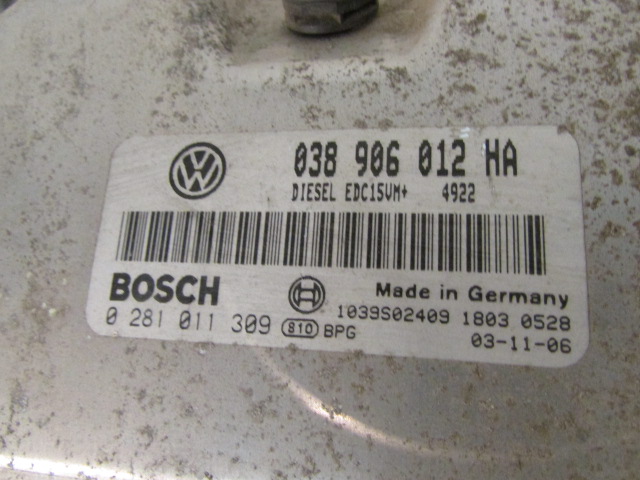 038 906 012 HA
DIESEL EDC15VM+ 4922
BOSCH
Made in Germany
0 281 011 309 810 BPG 1039S02409 1803 0528
03-11-06